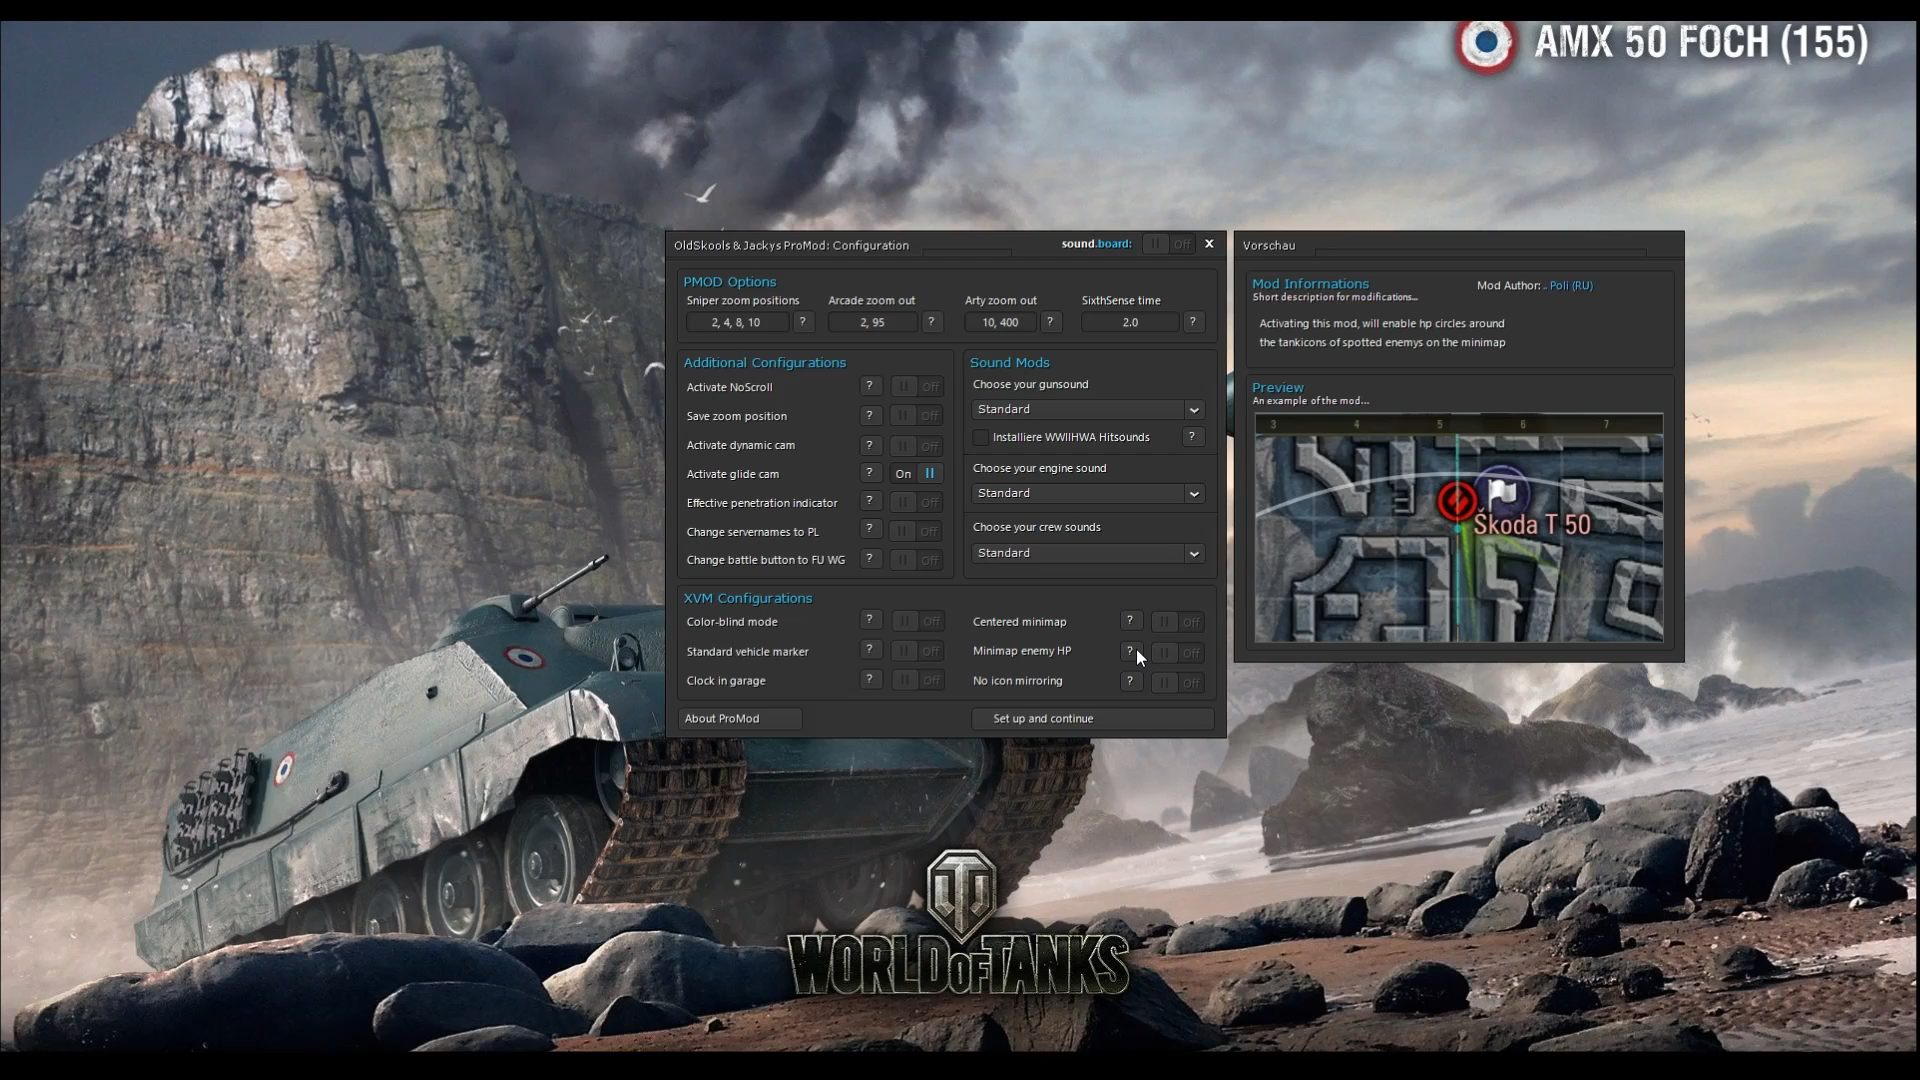 AMX 50 FOCH (155)
OldSkools & Jackys ProMod: Configuration
sound.board:
Off
X
PMOD Options
Sniper zoom positions
Arcade zoom out
Arty zoom out
SixthSense time
2, 4, 8, 10
?
2, 95
?
10, 400
?
2.0
?
Additional Configurations
Activate NoScroll
?
Off
Save zoom position
?
Off
Activate dynamic cam
?
Off
Activate glide cam
?
On
Effective penetration indicator
?
Off
Change servernames to PL
?
Off
Change battle button to FU WG
?
Off
Sound Mods
Choose your gunsound
Standard
Installiere WWIIHWA Hitsounds
?
Choose your engine sound
Standard
Choose your crew sounds
Standard
XVM Configurations
Color-blind mode
?
Off
Standard vehicle marker
?
Off
Clock in garage
?
Off
Centered minimap
?
Off
Minimap enemy HP
?
Off
No icon mirroring
?
Off
About ProMod
Set up and continue
Vorschau
Mod Informations
Short description for modifications...
Mod Author: .. Poli (RU)
Activating this mod, will enable hp circles around
the tankicons of spotted enemys on the minimap
Preview
An example of the mod...
3 4 5 6 7
Škoda T 50
WORLD OF TANKS